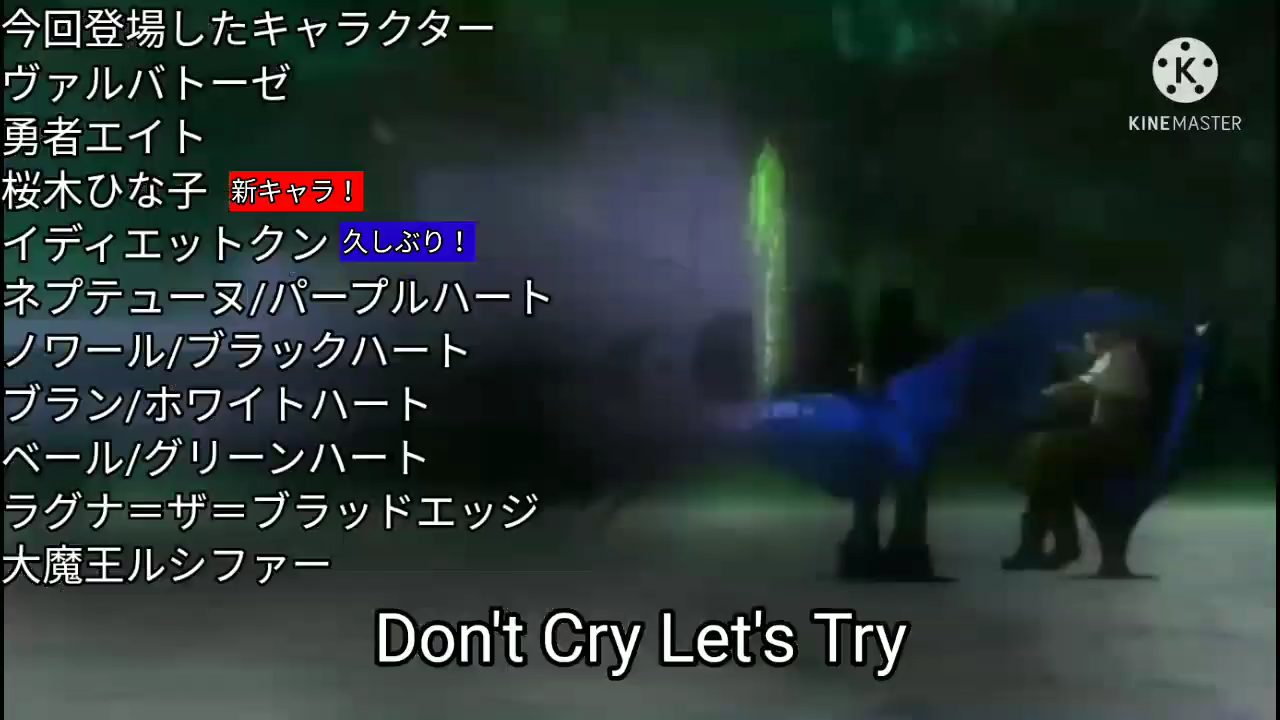 今回登場したキャラクター
ヴァルバトーゼ
勇者エイト
桜木ひな子 新キャラ！
イディエットクン 久しぶり！
ネプテューヌ/パープルハート
ノワール/ブラックハート
ブラン/ホワイトハート
ベール/グリーンハート
ラグナ＝ザ＝ブラッドエッジ
大魔王ルシファー
Don't Cry Let's Try
K
KINEMASTER